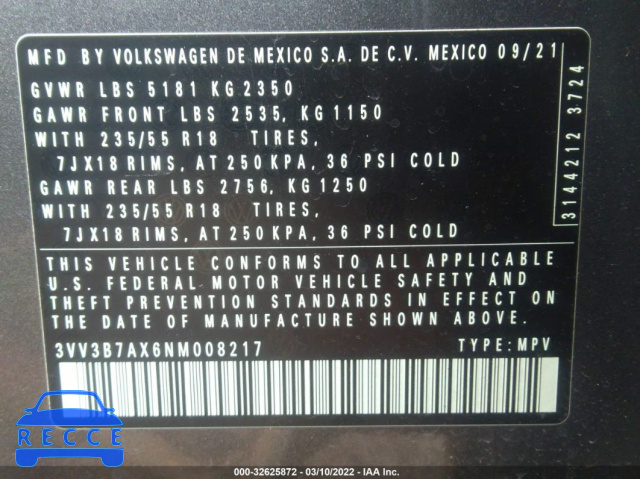 MFD BY VOLKSWAGEN DE MEXICO S.A. DE C.V. MEXICO 09/21
GVWR LBS 5181 KG 2350
GAWR FRONT LBS 2535, KG 1150
WITH 235/55 R18 TIRES,
7JX18 RIMS, AT 250 KPA, 36 PSI COLD
GAWR REAR LBS 2756, KG 1250
WITH 235/55 R18 TIRES,
7JX18 RIMS, AT 250 KPA, 36 PSI COLD
3144212 3724
THIS VEHICLE CONFORMS TO ALL APPLICABLE
U.S. FEDERAL MOTOR VEHICLE SAFETY AND
THEFT PREVENTION STANDARDS IN EFFECT ON
THE DATE OF MANUFACTURE SHOWN ABOVE.
3VV3B7AX6NM008217 TYPE: MPV
RECCE
000-32625872 - 03/10/2022 - IAA Inc.